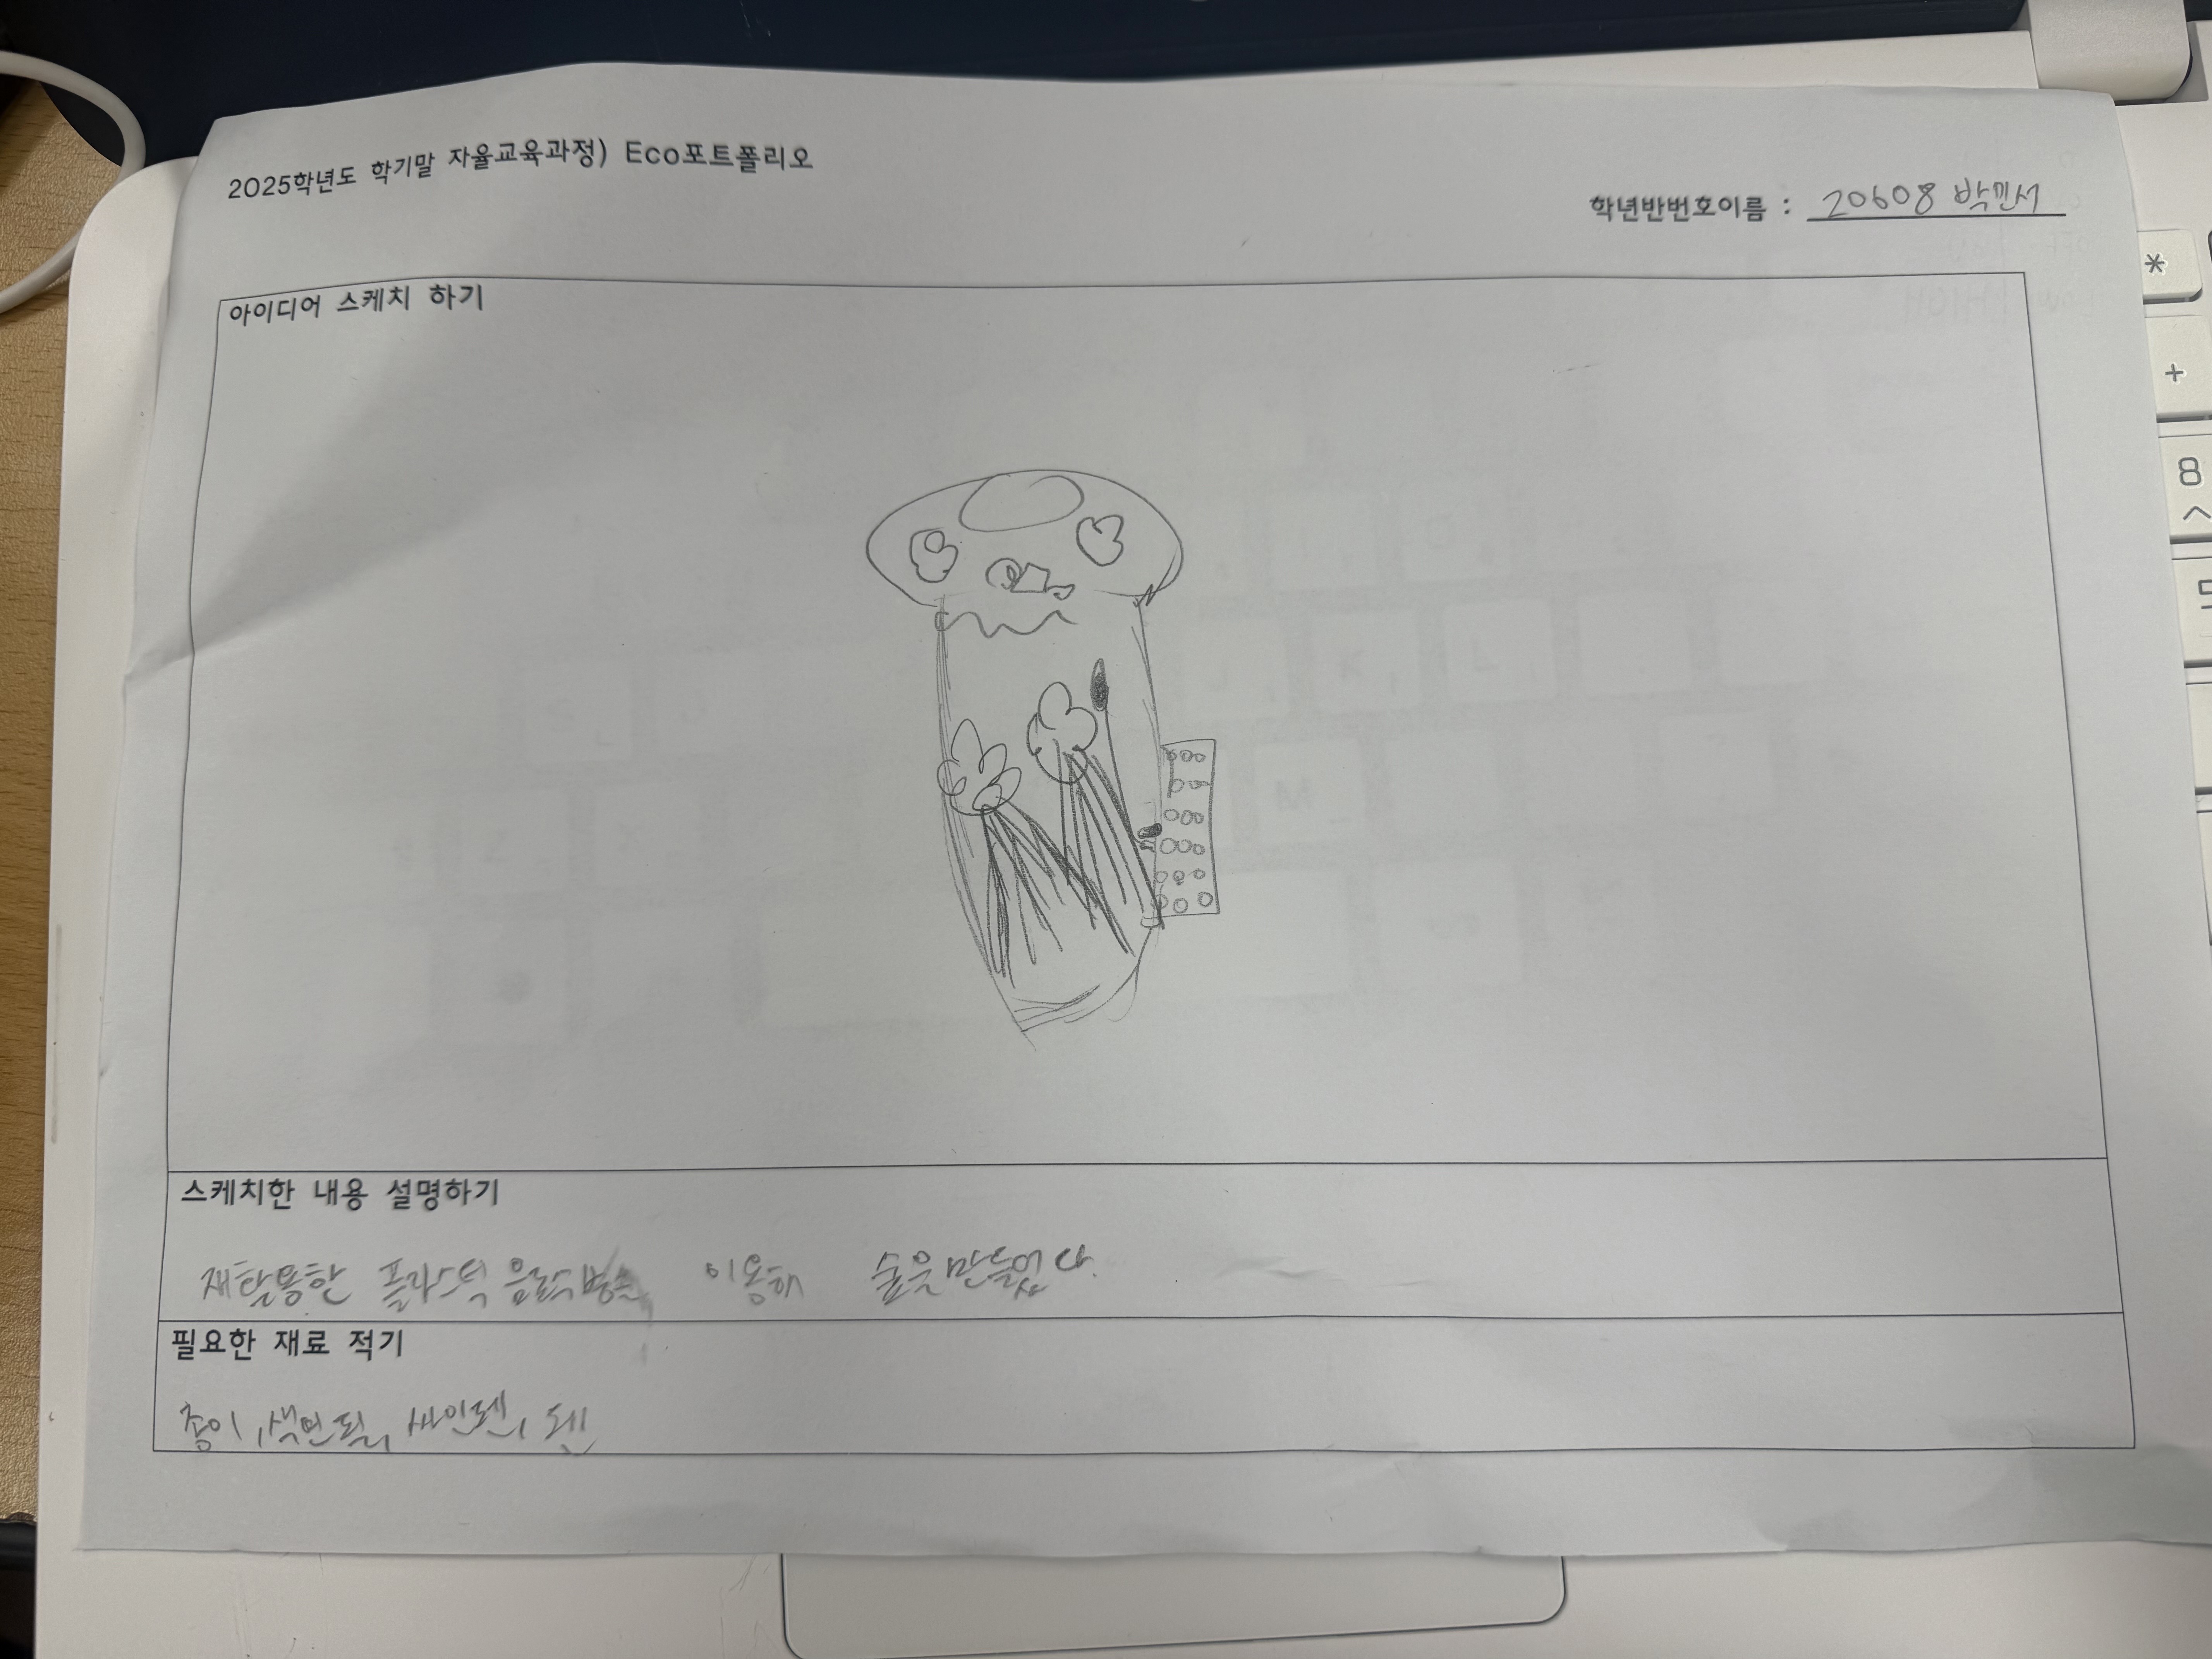 2025학년도 학기말 자율교육과정) Eco포트폴리오
학년반번호이름 : 20608 박민서
아이디어 스케치 하기
스케치한 내용 설명하기
재활용한 플라스틱 음료수병을 이용해 숲을 만들었다.
필요한 재료 적기
종이, 색연필, 싸인펜, 펜
*
+
8